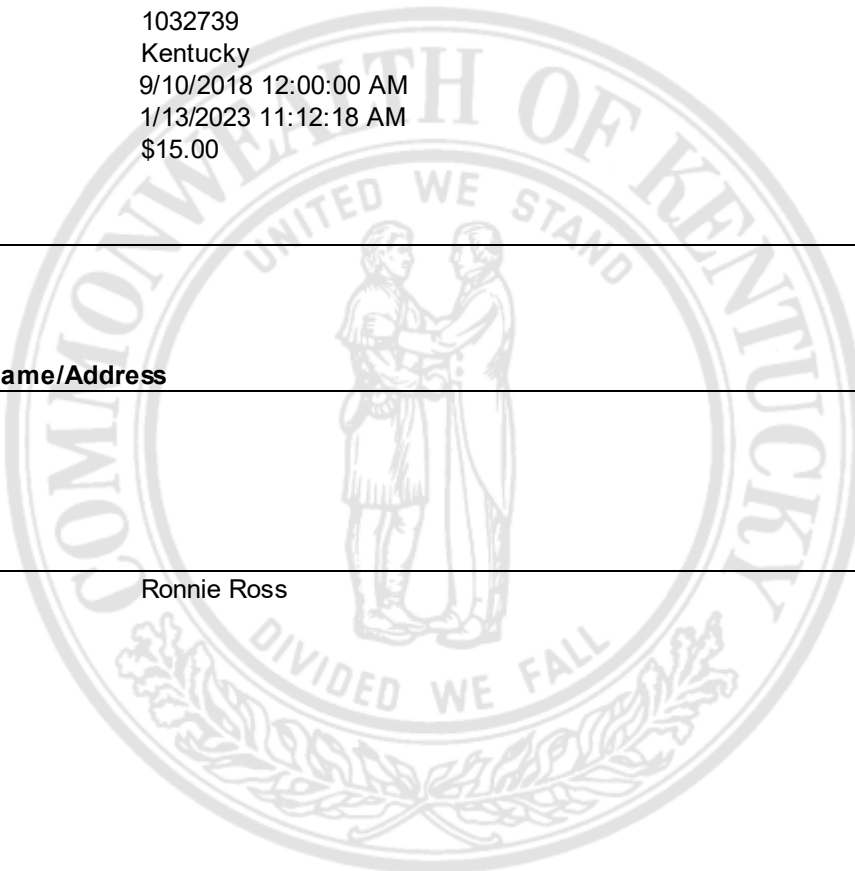 1032739
Kentucky
9/10/2018 12:00:00 AM
1/13/2023 11:12:18 AM
$15.00
COMMONWEALTH OF KENTUCKY
UNITED WE STAND
ame/Address
Ronnie Ross
DIVIDED WE FALL